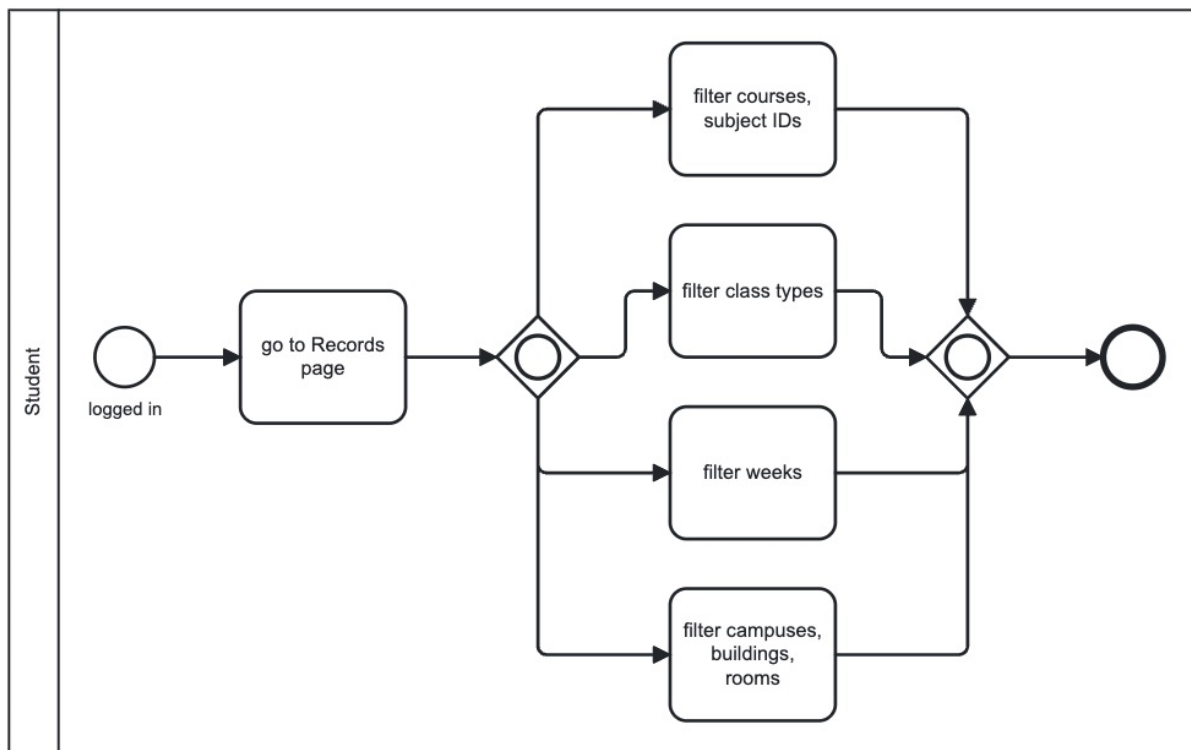 Student
logged in
go to Records
page
filter courses,
subject IDs
filter class types
filter weeks
filter campuses,
buildings,
rooms